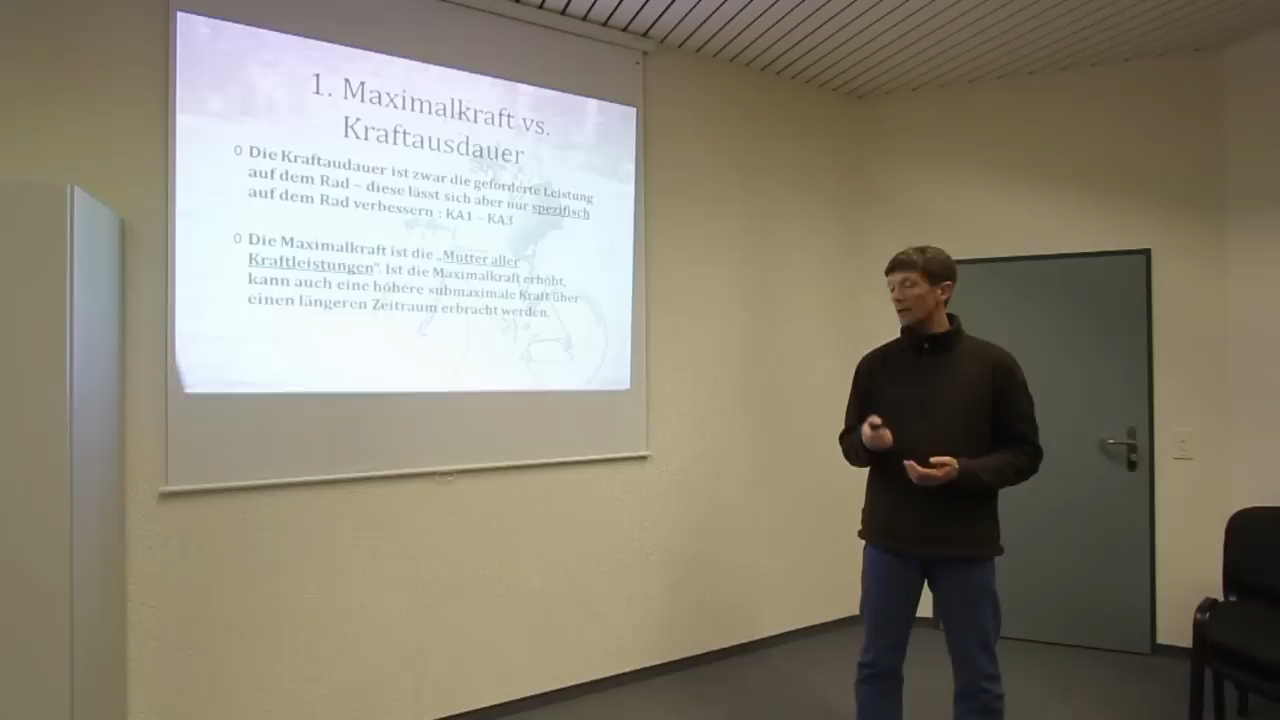 1. Maximalkraft vs.
Kraftausdauer
o Die Kraftaudauer ist zwar die geforderte Leistung
auf dem Rad – diese lässt sich aber nur spezifisch
auf dem Rad verbessern : KA1 – KA3
o Die Maximalkraft ist die „Mutter aller
Kraftleistungen“. Ist die Maximalkraft erhöht,
kann auch eine höhere submaximale Kraft über
einen längeren Zeitraum erbracht werden.